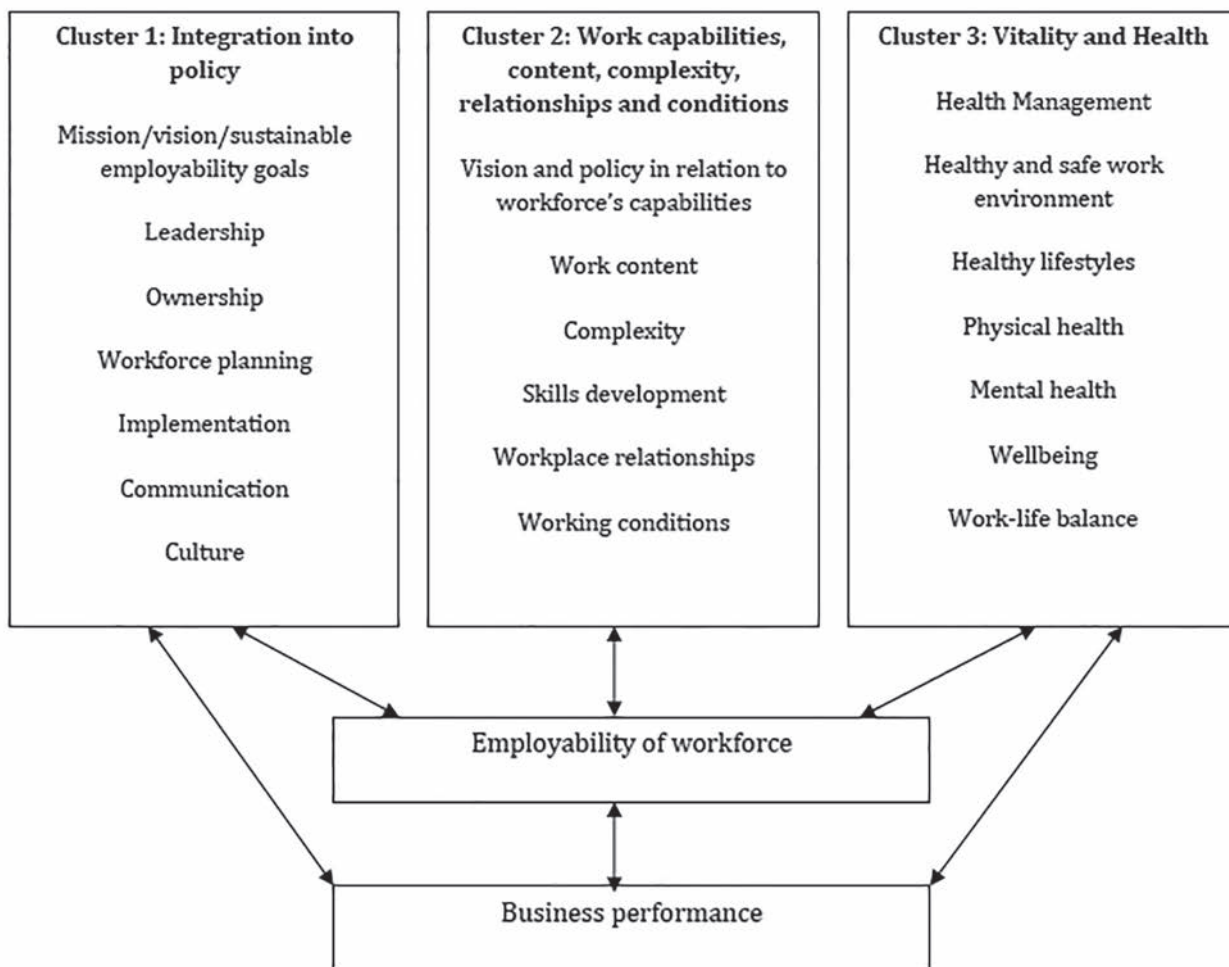 Cluster 1: Integration into
policy
Mission/vision/sustainable
employability goals
Leadership
Ownership
Workforce planning
Implementation
Communication
Culture
Cluster 2: Work capabilities,
content, complexity,
relationships and conditions
Vision and policy in relation to
workforce's capabilities
Work content
Complexity
Skills development
Workplace relationships
Working conditions
Cluster 3: Vitality and Health
Health Management
Healthy and safe work
environment
Healthy lifestyles
Physical health
Mental health
Wellbeing
Work-life balance
Employability of workforce
Business performance